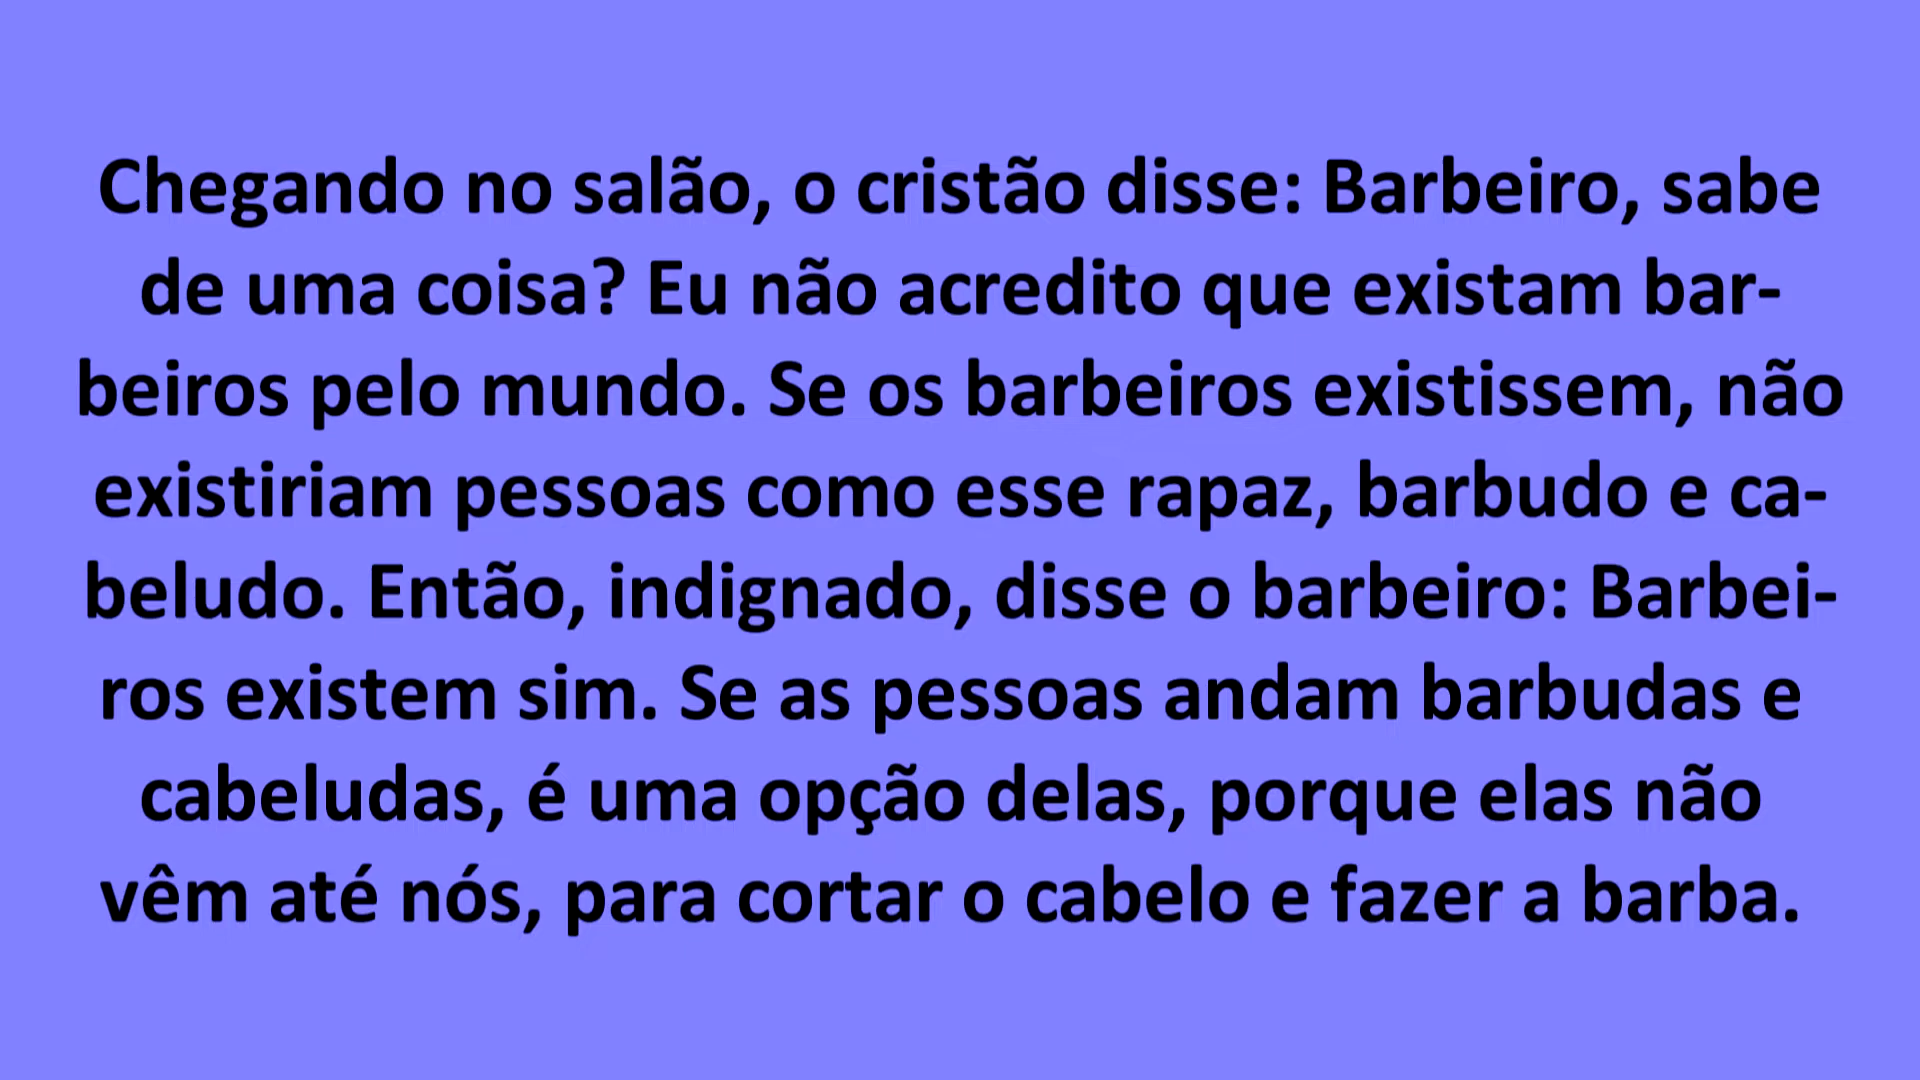 Chegando no salão, o cristão disse: Barbeiro, sabe
de uma coisa? Eu não acredito que existam bar-
beiros pelo mundo. Se os barbeiros existissem, não
existiriam pessoas como esse rapaz, barbudo e ca-
beludo. Então, indignado, disse o barbeiro: Barbei-
ros existem sim. Se as pessoas andam barbudas e
cabeludas, é uma opção delas, porque elas não
vêm até nós, para cortar o cabelo e fazer a barba.